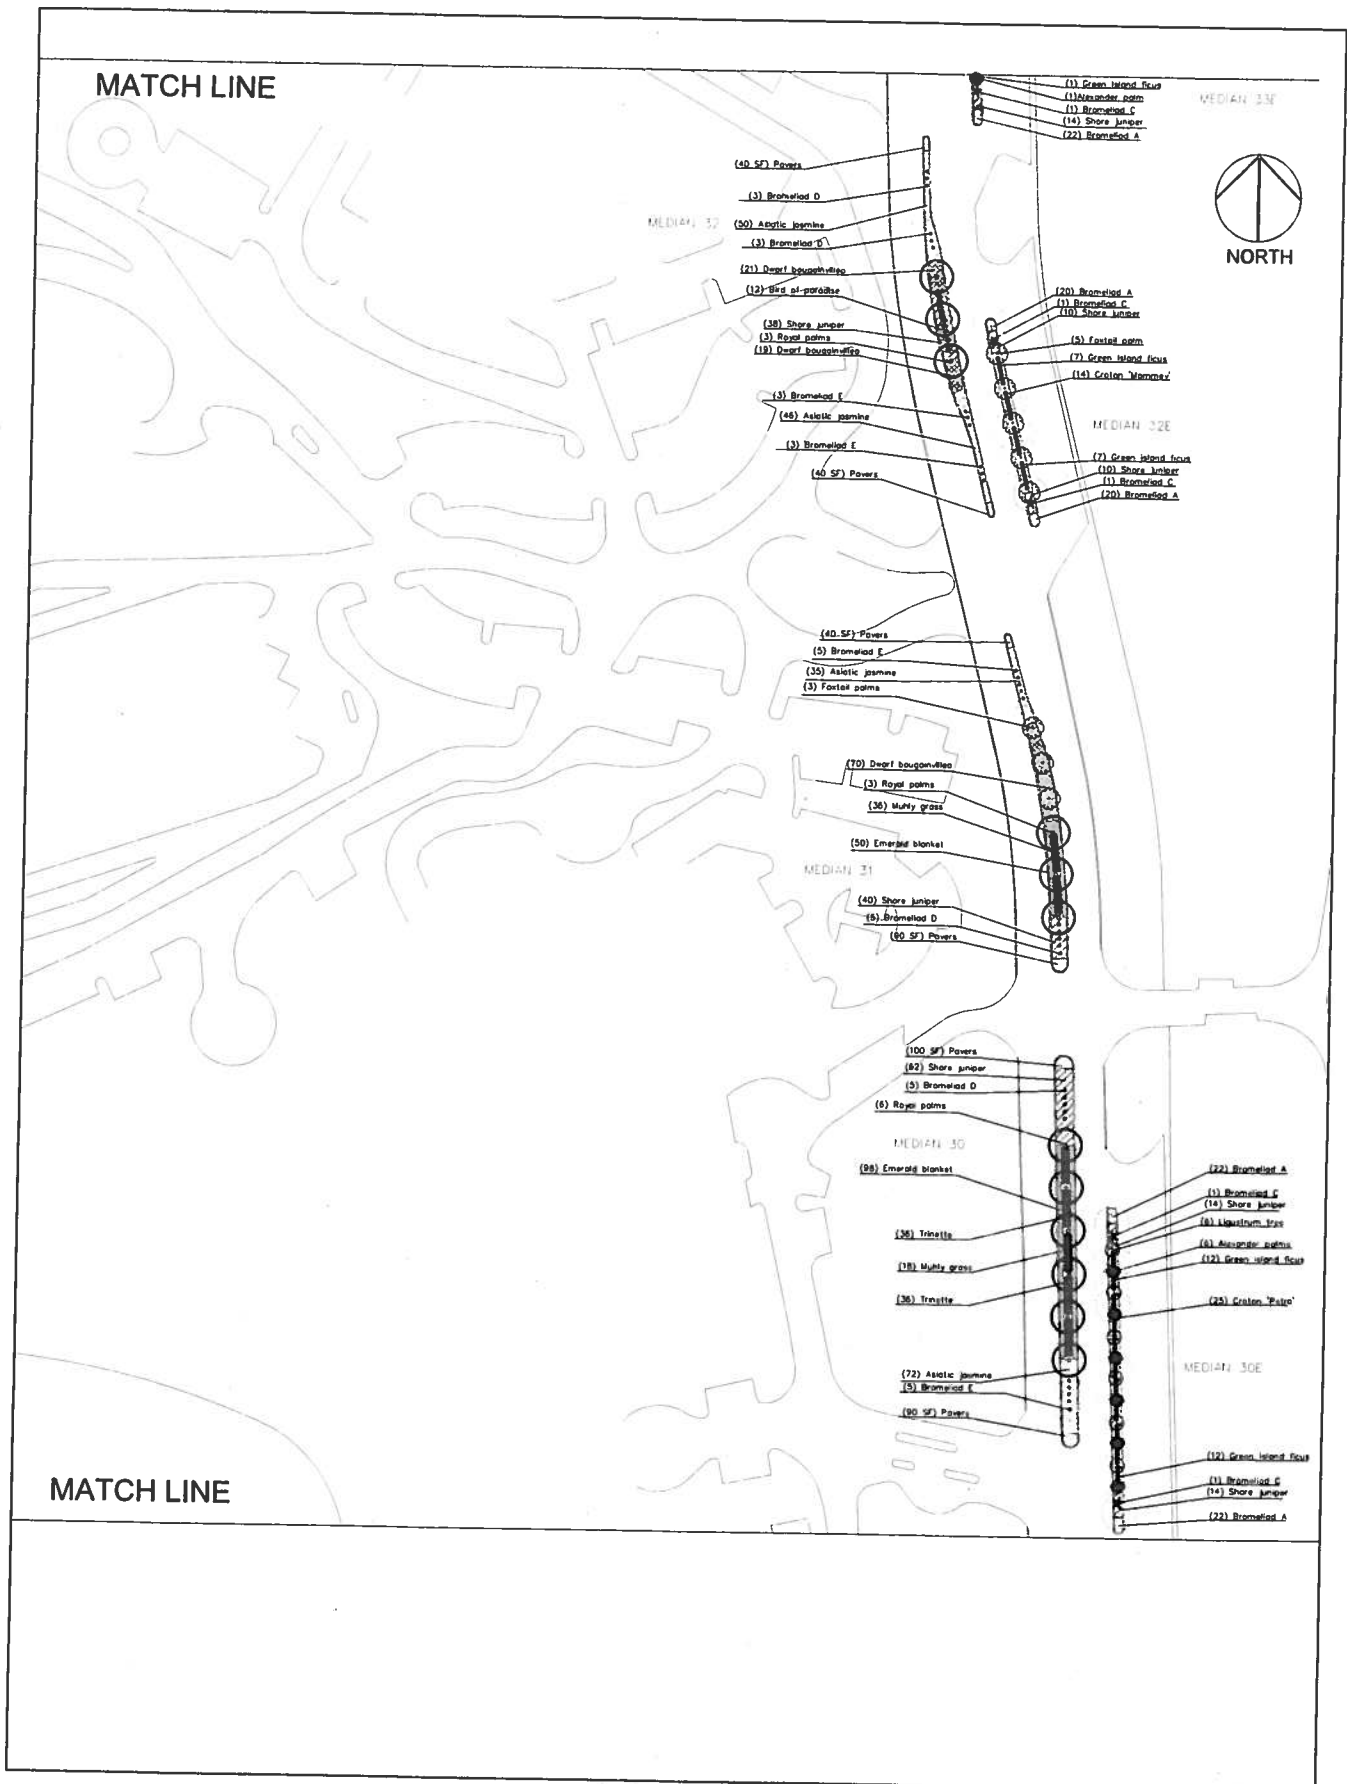 MATCH LINE
(1) Green Island ficus
(1)Alexander palm
(1) Bromeliad C
(14) Shore juniper
(22) Bromeliad A
MEDIAN 33E
NORTH
(40 SF) Pavers
(3) Bromeliad D
MEDIAN 32
(50) Asiatic jasmine
(3) Bromeliad D
(21) Dwarf bougainvillea
(12) Bird of paradise
(38) Shore juniper
(3) Royal palms
(19) Dwarf bougainvillea
(3) Bromeliad E
(46) Asiatic jasmine
(3) Bromeliad E
(40 SF) Pavers
(20) Bromeliad A
(1) Bromeliad C
(10) Shore juniper
(5) Foxtail palm
(7) Green island ficus
(14) Croton 'Mammey'
MEDIAN 32E
(7) Green island ficus
(10) Shore juniper
(1) Bromeliad C
(20) Bromeliad A
(40 SF) Pavers
(5) Bromeliad E
(35) Asiatic jasmine
(3) Foxtail palms
(70) Dwarf bougainvillea
(3) Royal palms
(36) Muhly grass
(50) Emerald blanket
MEDIAN 31
(40) Shore juniper
(6) Bromeliad D
(90 SF) Pavers
(100 SF) Pavers
(62) Shore juniper
(5) Bromeliad D
(6) Royal palms
MEDIAN 30
(98) Emerald blanket
(36) Trinette
(18) Muhly grass
(36) Trinette
(72) Asiatic jasmine
(5) Bromeliad E
(90 SF) Pavers
(22) Bromeliad A
(1) Bromeliad C
(14) Shore juniper
(6) Ligustrum tree
(6) Alexander palms
(12) Green island ficus
(25) Croton 'Petra'
MEDIAN 30E
(12) Green island ficus
(1) Bromeliad C
(14) Shore juniper
(22) Bromeliad A
MATCH LINE